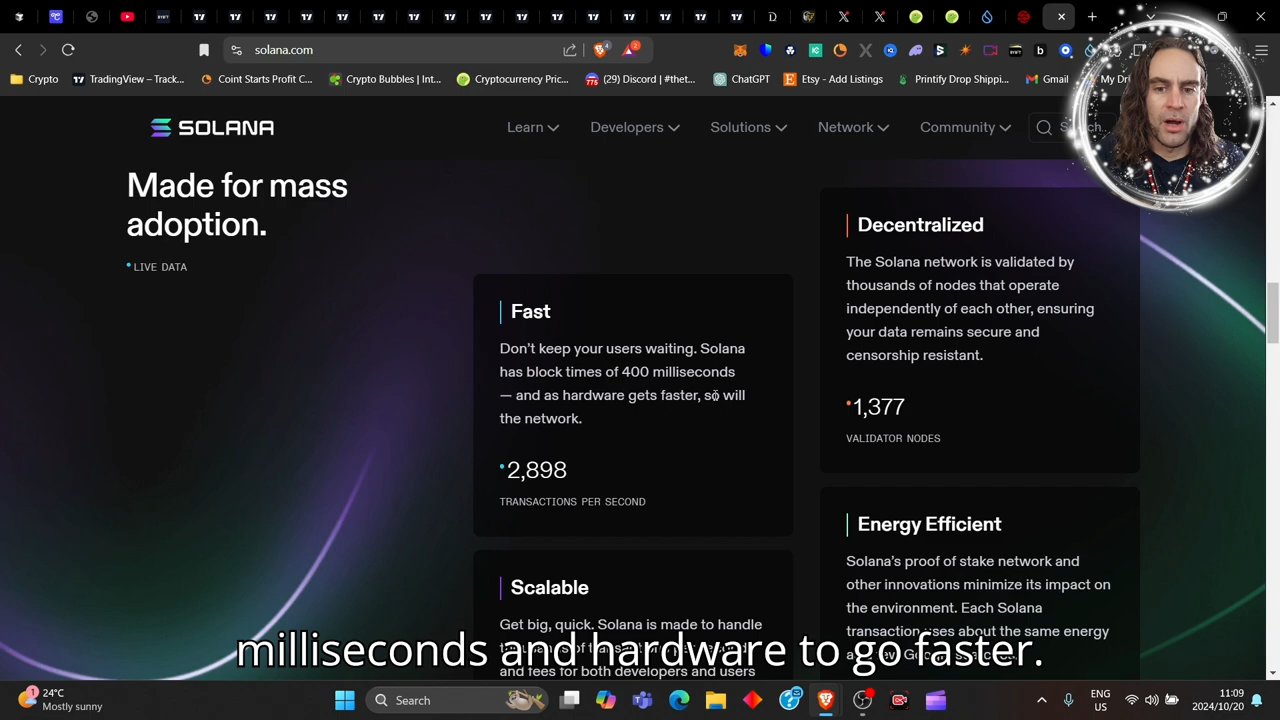 solana.com
4
2
Crypto
TradingView – Track...
Coint Starts Profit C...
Crypto Bubbles | Int...
Cryptocurrency Pric...
(29) Discord | #thet...
ChatGPT
Etsy - Add Listings
Printify Drop Shippi...
Gmail
My Dr
SOLANA
Learn
Developers
Solutions
Network
Community
Made for mass
adoption.
LIVE DATA
Decentralized
The Solana network is validated by
thousands of nodes that operate
independently of each other, ensuring
your data remains secure and
censorship resistant.
1,377
VALIDATOR NODES
Fast
Don't keep your users waiting. Solana
has block times of 400 milliseconds
— and as hardware gets faster, so will
the network.
2,898
TRANSACTIONS PER SECOND
Energy Efficient
Solana's proof of stake network and
other innovations minimize its impact on
the environment. Each Solana
transaction uses about the same energy
Scalable
Get big, quick. Solana is made to handle
and fees for both developers and users
milliseconds and hardware to go faster.
24°C
Mostly sunny
Search
ENG
US
11:09
2024/10/20